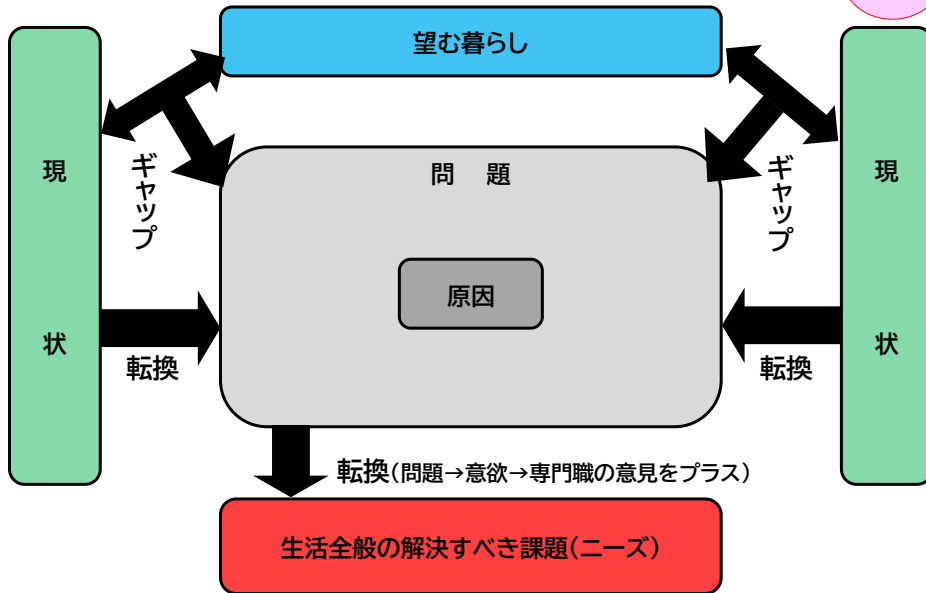 望む暮らし
現状
ギャップ
問題
原因
ギャップ
現状
転換
転換
転換(問題→意欲→専門職の意見をプラス)
生活全般の解決すべき課題(ニーズ)